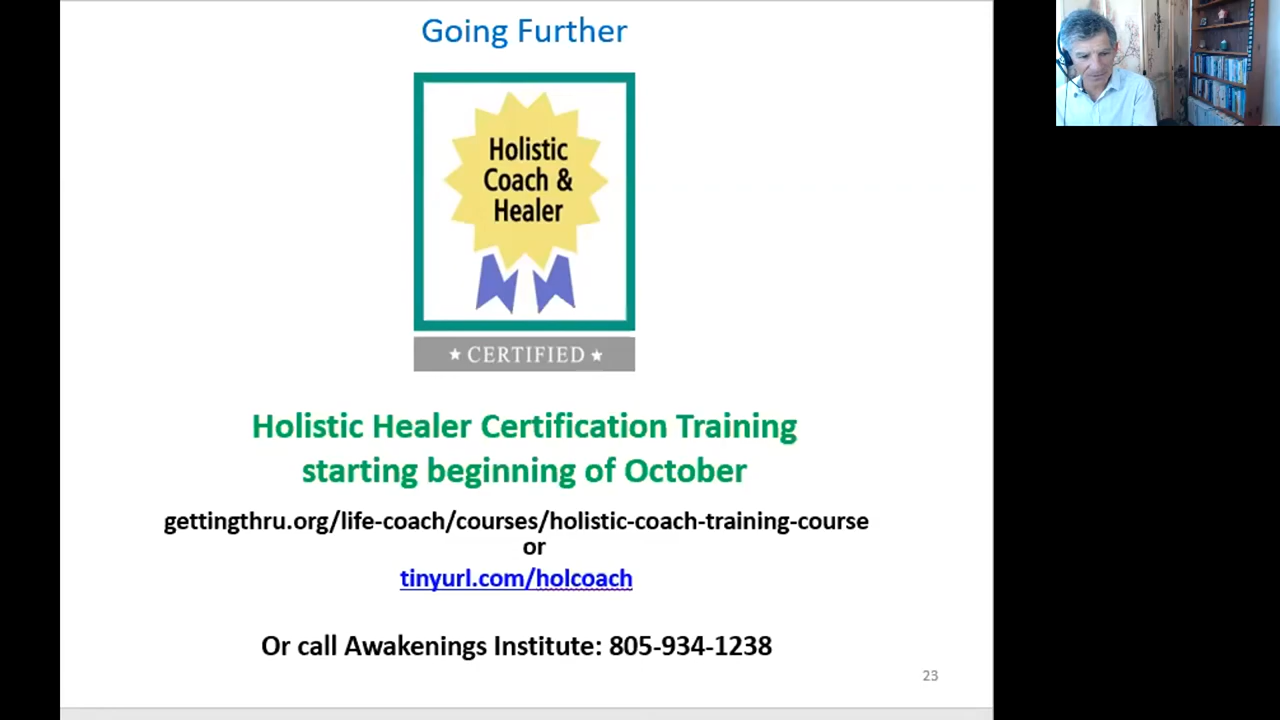 Going Further
Holistic
Coach &
Healer
★ CERTIFIED ★
Holistic Healer Certification Training
starting beginning of October
gettingthru.org/life-coach/courses/holistic-coach-training-course
or
tinyurl.com/holcoach
Or call Awakenings Institute: 805-934-1238
23